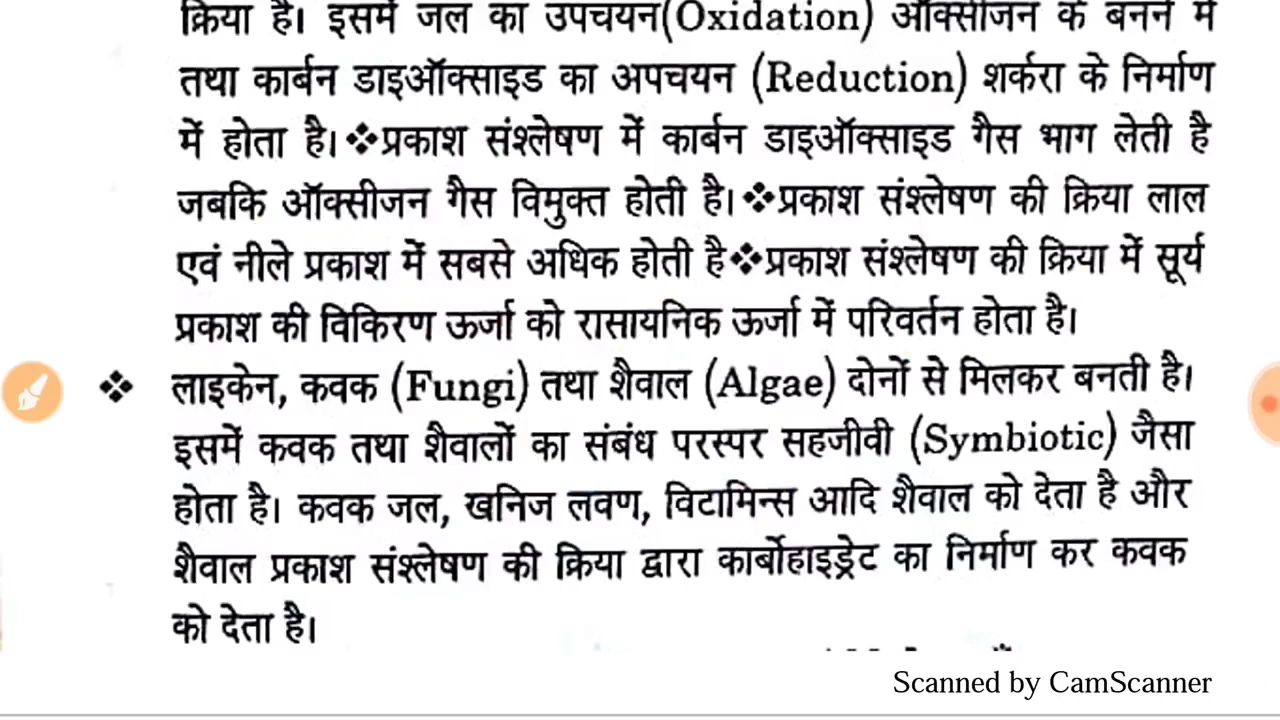 क्रिया है। इसमें जल का उपचयन(Oxidation) ऑक्सीजन के बनने में
तथा कार्बन डाइऑक्साइड का अपचयन (Reduction) शर्करा के निर्माण
में होता है।❖प्रकाश संश्लेषण में कार्बन डाइऑक्साइड गैस भाग लेती है
जबकि ऑक्सीजन गैस विमुक्त होती है।❖प्रकाश संश्लेषण की क्रिया लाल
एवं नीले प्रकाश में सबसे अधिक होती है❖प्रकाश संश्लेषण की क्रिया में सूर्य
प्रकाश की विकिरण ऊर्जा को रासायनिक ऊर्जा में परिवर्तन होता है।
❖ लाइकेन, कवक (Fungi) तथा शैवाल (Algae) दोनों से मिलकर बनती है।
इसमें कवक तथा शैवालों का संबंध परस्पर सहजीवी (Symbiotic) जैसा
होता है। कवक जल, खनिज लवण, विटामिन्स आदि शैवाल को देता है और
शैवाल प्रकाश संश्लेषण की क्रिया द्वारा कार्बोहाइड्रेट का निर्माण कर कवक
को देता है।
Scanned by CamScanner